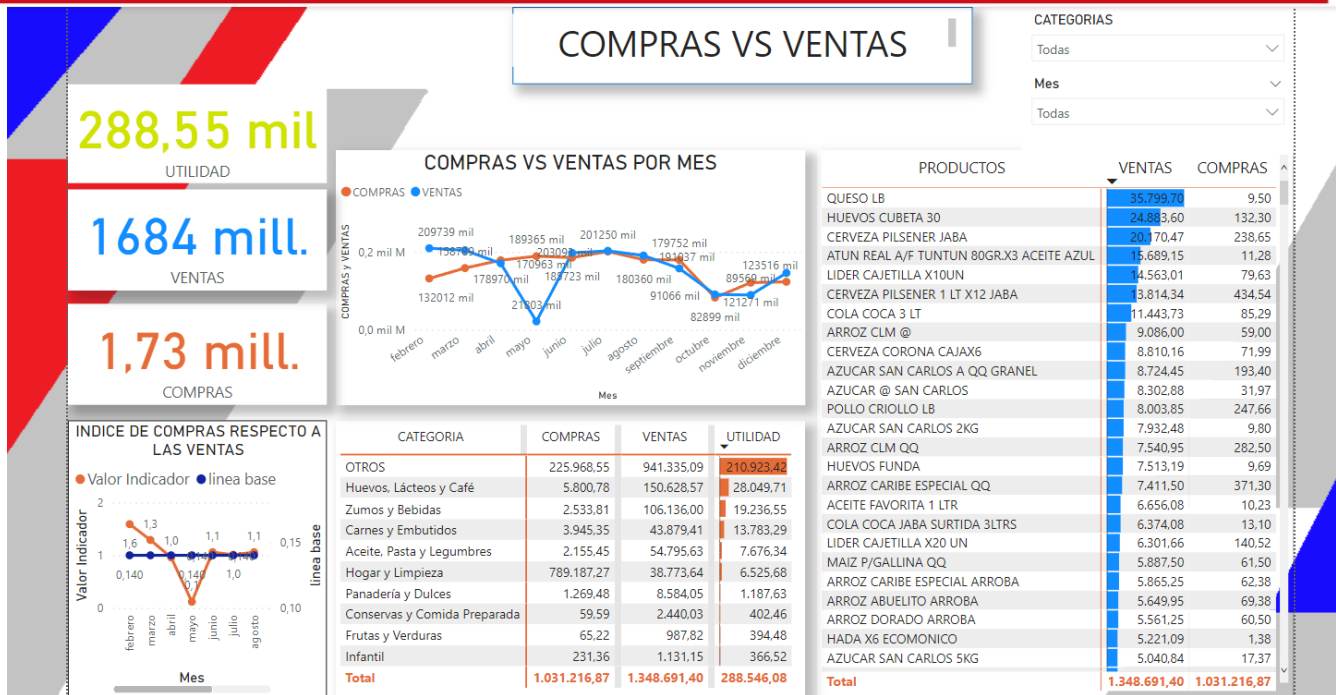 COMPRAS VS VENTAS
CATEGORIAS
Todas
Mes
Todas
288,55 mil
UTILIDAD
1684 mill.
VENTAS
1,73 mill.
COMPRAS
COMPRAS VS VENTAS POR MES
COMPRAS VENTAS
COMPRAS y VENTAS
0,2 mil M
0,0 mil M
209739 mil
132012 mil
178970 mil
189365 mil
170963 mil
21803 mil
201250 mil
180360 mil
179752 mil
191037 mil
91066 mil
82899 mil
121271 mil
123516 mil
febrero
marzo
abril
mayo
junio
julio
agosto
septiembre
octubre
noviembre
diciembre
Mes
INDICE DE COMPRAS RESPECTO A
LAS VENTAS
Valor Indicador linea base
Valor Indicador
2
1
0
1,6
1,3
1,0
1,1
1,0
1,1
0,140
0,15
0,10
linea base
febrero
marzo
abril
mayo
junio
julio
agosto
Mes
CATEGORIA COMPRAS VENTAS UTILIDAD
OTROS 225.968,55 941.335,09 210.923,42
Huevos, Lácteos y Café 5.800,78 150.628,57 28.049,71
Zumos y Bebidas 2.533,81 106.136,00 19.236,55
Carnes y Embutidos 3.945,35 43.879,41 13.783,29
Aceite, Pasta y Legumbres 2.155,45 54.795,63 7.676,34
Hogar y Limpieza 789.187,27 38.773,64 6.525,68
Panadería y Dulces 1.269,48 8.584,05 1.187,63
Conservas y Comida Preparada 59,59 2.440,03 402,46
Frutas y Verduras 65,22 987,82 394,48
Infantil 231,36 1.131,15 366,52
Total 1.031.216,87 1.348.691,40 288.546,08
PRODUCTOS VENTAS COMPRAS
QUESO LB 35.799,70 9,50
HUEVOS CUBETA 30 24.883,60 132,30
CERVEZA PILSENER JABA 20.170,47 238,65
ATUN REAL A/F TUNTUN 80GR.X3 ACEITE AZUL 15.689,15 11,28
LIDER CAJETILLA X10UN 14.563,01 79,63
CERVEZA PILSENER 1 LT X12 JABA 13.814,34 434,54
COLA COCA 3 LT 11.443,73 85,29
ARROZ CLM @ 9.086,00 59,00
CERVEZA CORONA CAJAX6 8.810,16 71,99
AZUCAR SAN CARLOS A QQ GRANEL 8.724,45 193,40
AZUCAR @ SAN CARLOS 8.302,88 31,97
POLLO CRIOLLO LB 8.003,85 247,66
AZUCAR SAN CARLOS 2KG 7.932,48 9,80
ARROZ CLM QQ 7.540,95 282,50
HUEVOS FUNDA 7.513,19 9,69
ARROZ CARIBE ESPECIAL QQ 7.411,50 371,30
ACEITE FAVORITA 1 LTR 6.656,08 10,23
COLA COCA JABA SURTIDA 3LTRS 6.374,08 13,10
LIDER CAJETILLA X20 UN 6.301,66 140,52
MAIZ P/GALLINA QQ 5.887,50 61,50
ARROZ CARIBE ESPECIAL ARROBA 5.865,25 62,38
ARROZ ABUELITO ARROBA 5.649,95 69,38
ARROZ DORADO ARROBA 5.561,25 60,50
HADA X6 ECOMONICO 5.221,09 1,38
AZUCAR SAN CARLOS 5KG 5.040,84 17,37
Total 1.348.691,40 1.031.216,87